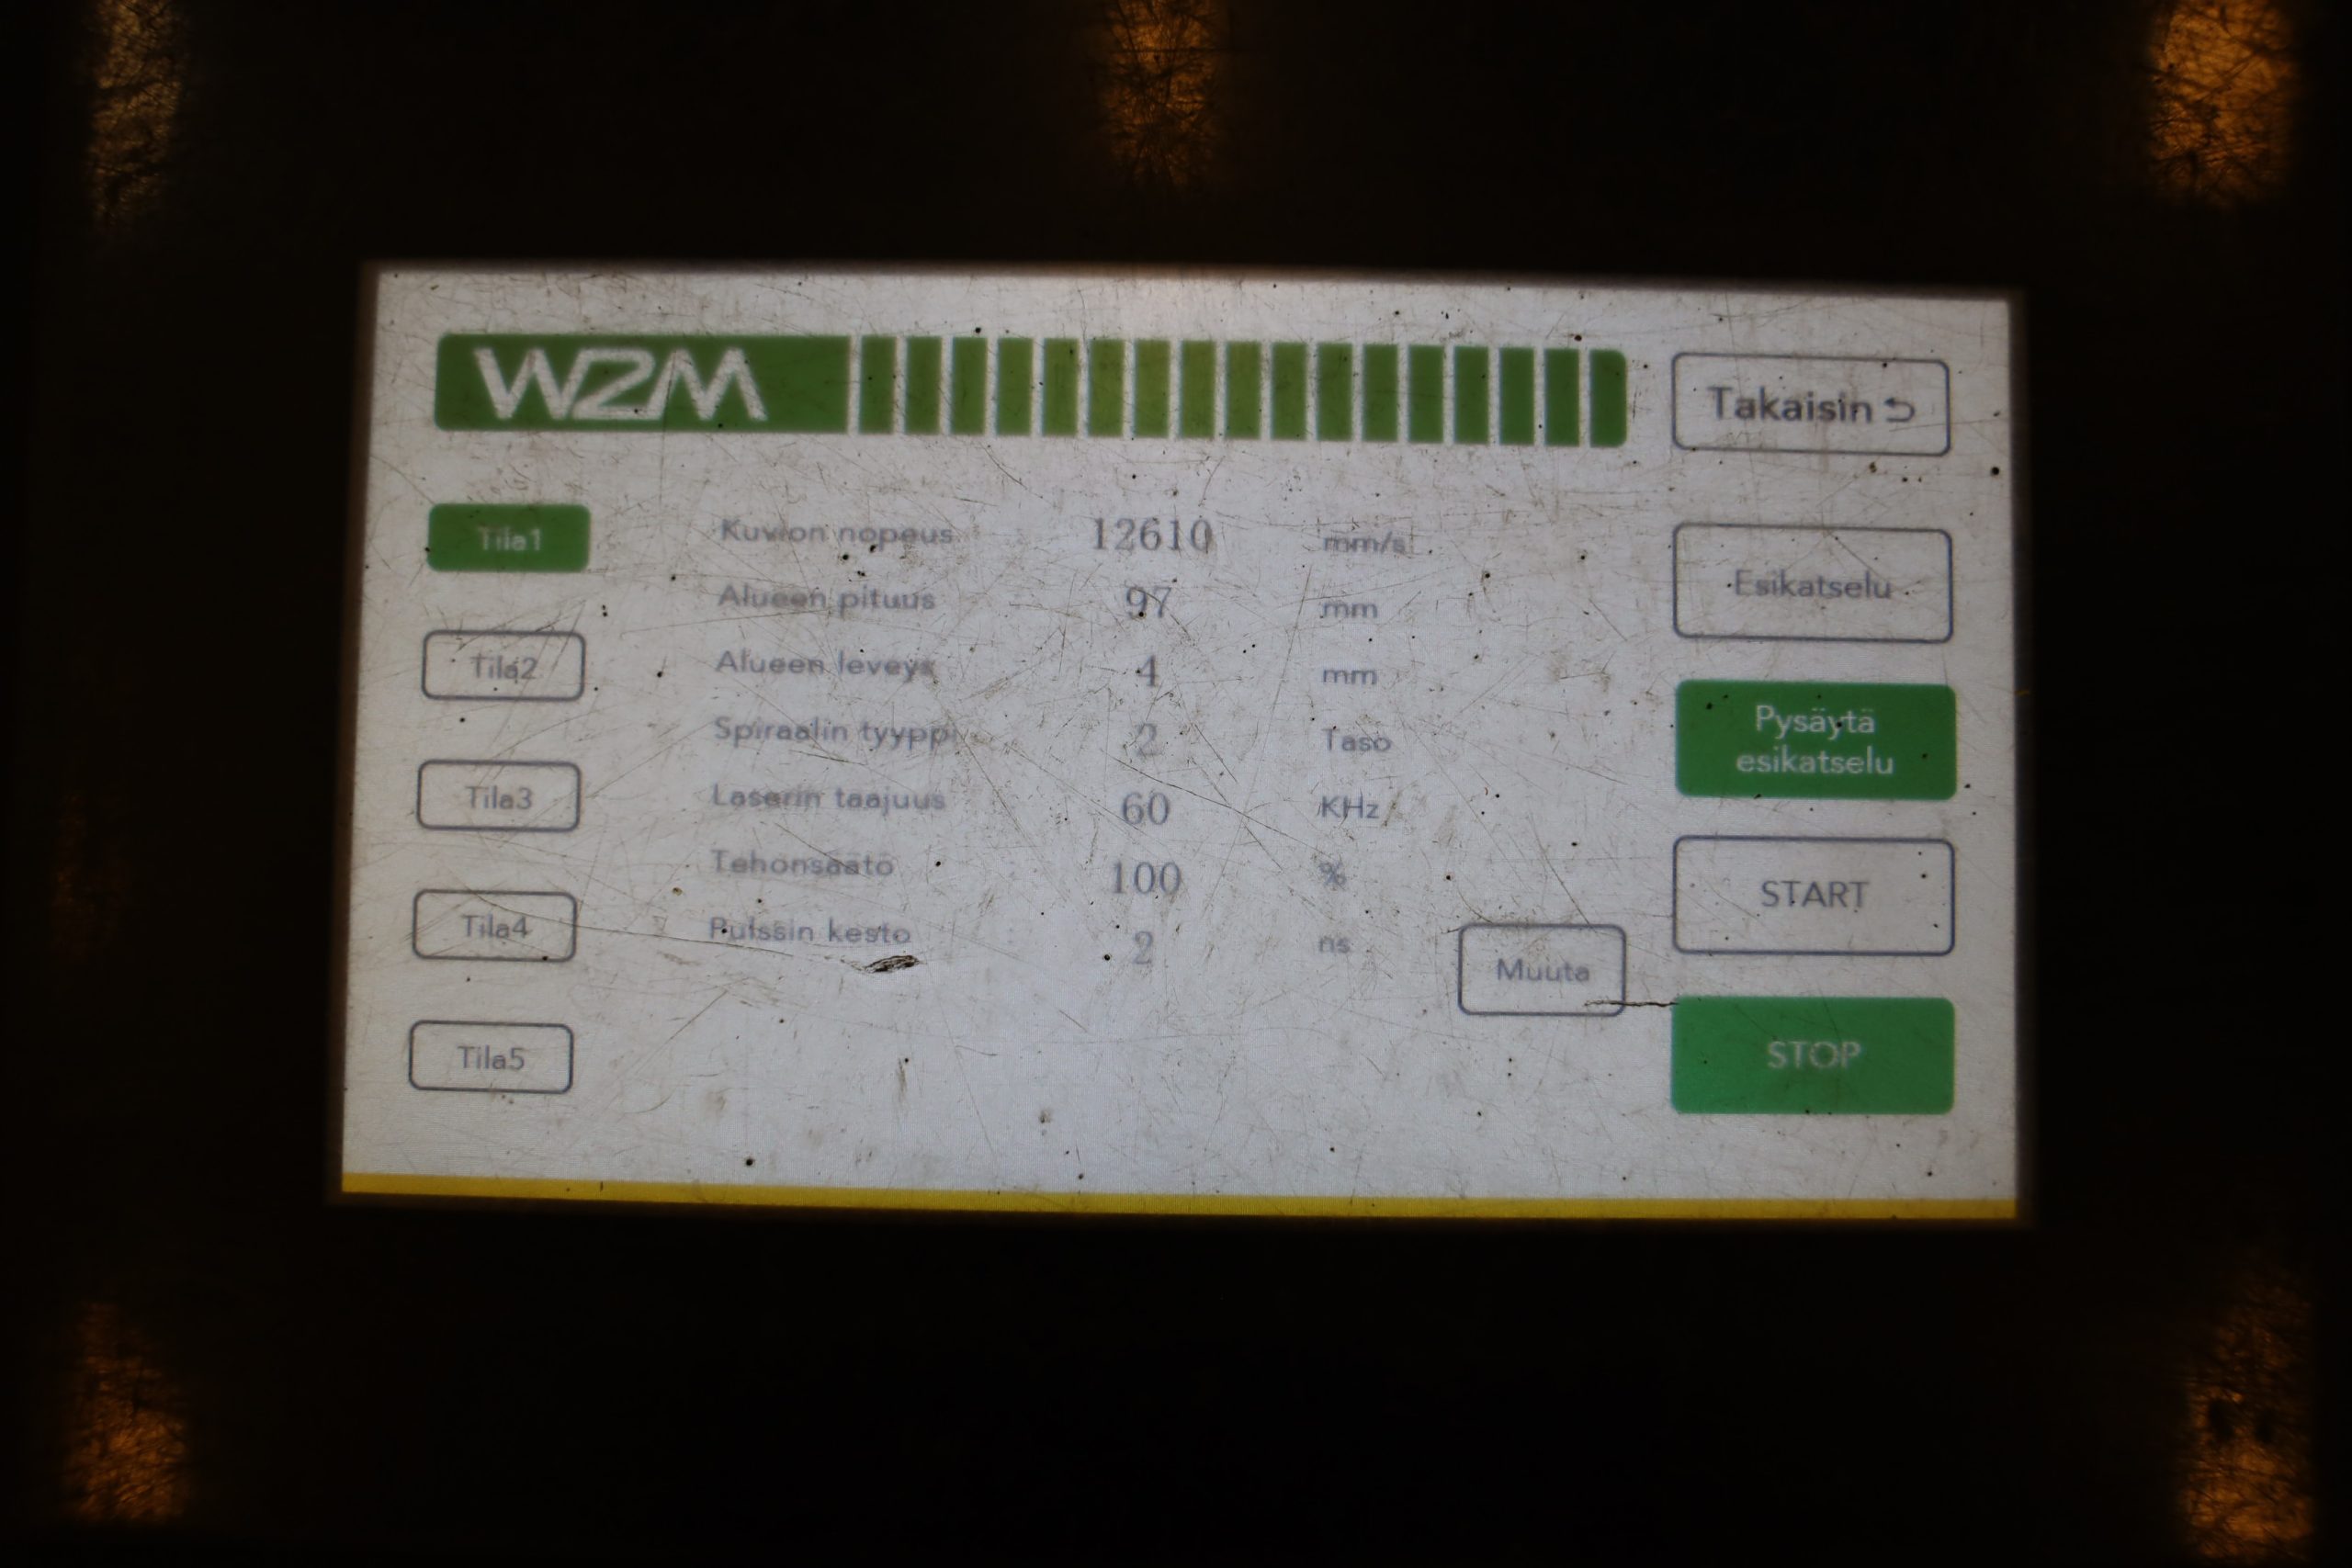 W2M
Takaisin
Tila1
Kuvion nopeus 12610 mm/s
Alueen pituus 97 mm
Esikatselu
Tila2
Alueen leveys 4 mm
Spiraalin tyyppi 2 Taso
Pysäytä
esikatselu
Tila3
Laserin taajuus 60 KHz
Tehonsäätö 100 %
START
Tila4
Pulssin kesto 2 ns
Muuta
Tila5
STOP